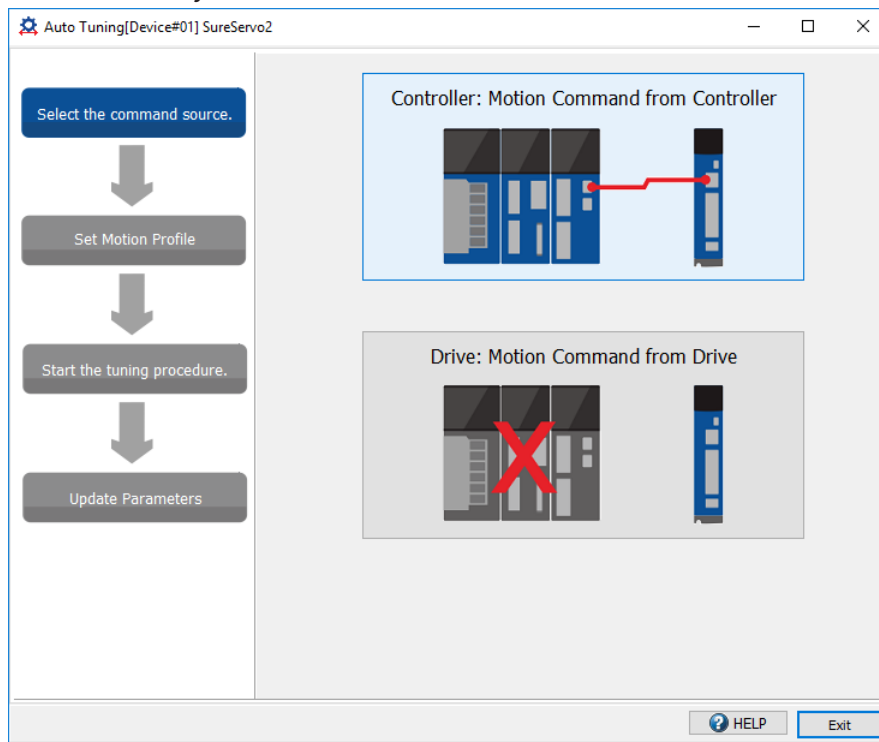 Auto Tuning[Device#01] SureServo2
Select the command source.
Set Motion Profile
Start the tuning procedure.
Update Parameters
Controller: Motion Command from Controller
Drive: Motion Command from Drive
HELP
Exit